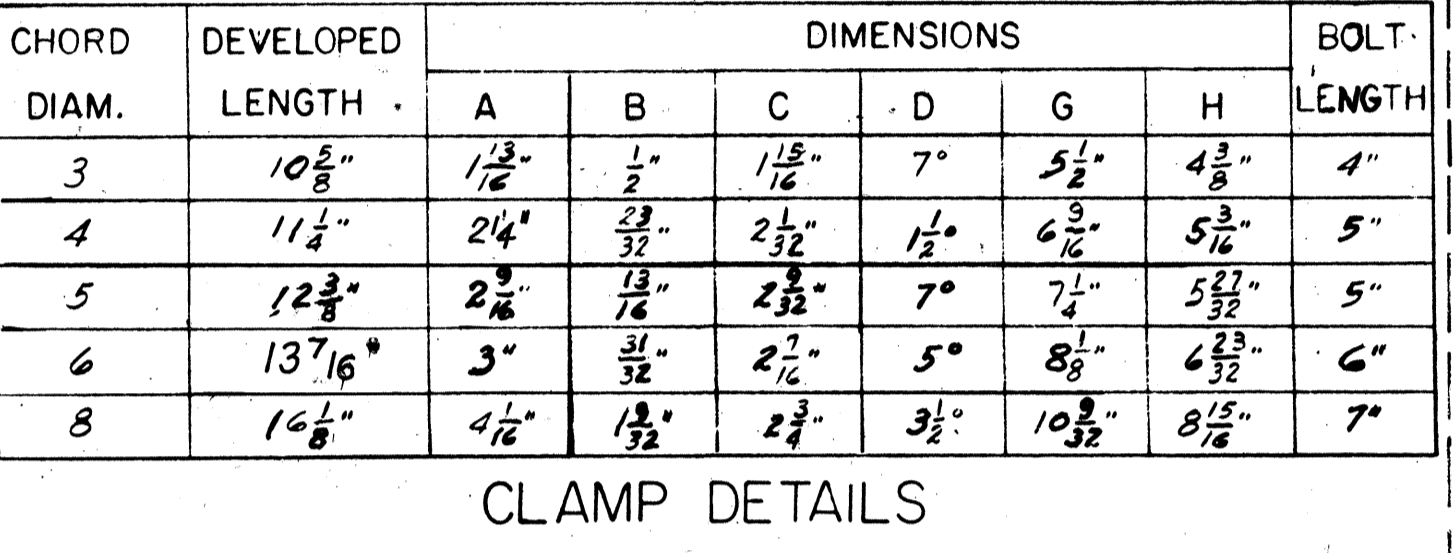 CHORD DIAM. DEVELOPED LENGTH DIMENSIONS BOLT LENGTH
A B C D G H
3 10 5/8" 1 13/16" 1/2" 1 15/16" 7° 5 1/2" 4 3/8" 4"
4 11 1/4" 2 1/4" 23/32" 2 1/32" 1 1/2° 6 9/16" 5 3/16" 5"
5 12 3/8" 2 9/16" 13/16" 2 9/32" 7° 7 1/4" 5 27/32" 5"
6 13 7/16" 3" 31/32" 2 7/16" 5° 8 1/8" 6 23/32" 6"
8 16 1/8" 4 1/16" 1 9/32" 2 3/4" 3 1/2° 10 9/32" 8 15/16" 7"
CLAMP DETAILS